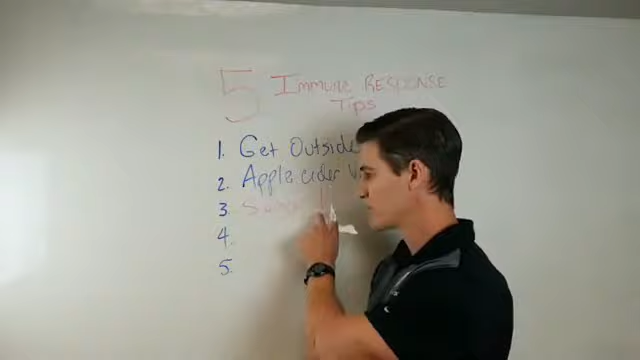 5 Immune RESPONSE
Tips
1. Get Outside
2. Apple cider V
3.
4.
5.